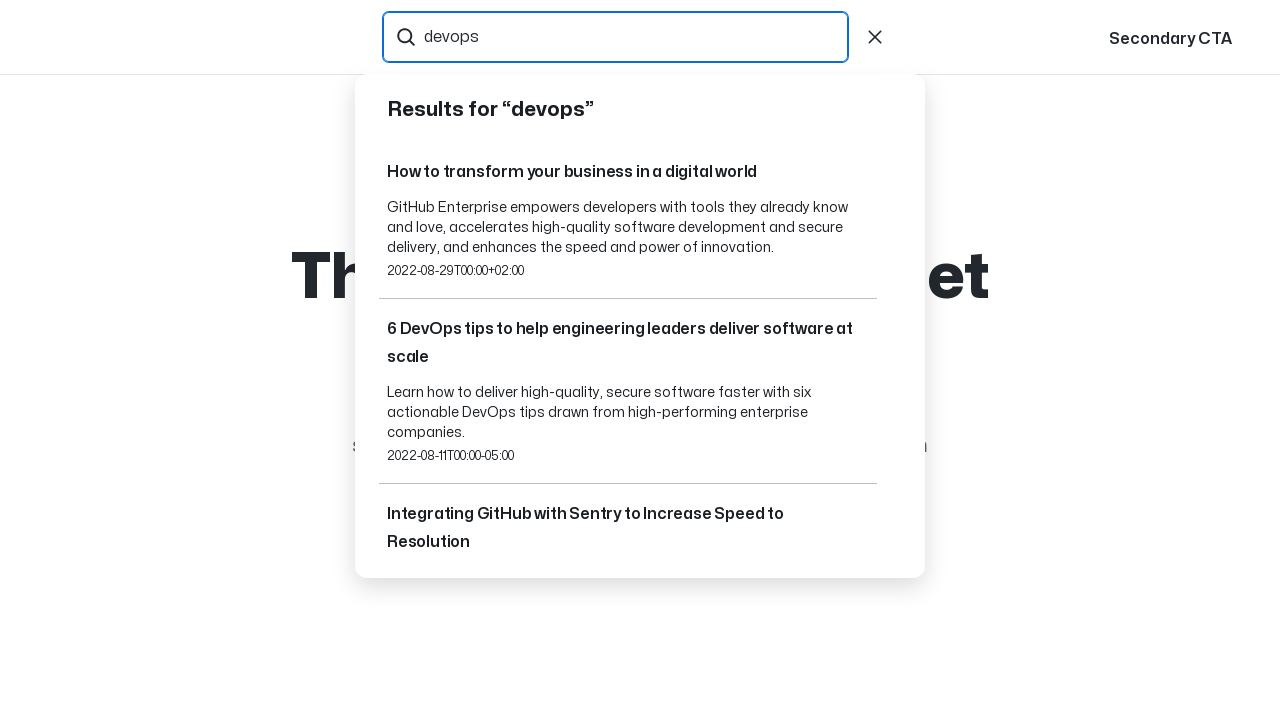 devops
Secondary CTA
Results for “devops”
How to transform your business in a digital world
GitHub Enterprise empowers developers with tools they already know
and love, accelerates high-quality software development and secure
delivery, and enhances the speed and power of innovation.
2022-08-29T00:00+02:00
6 DevOps tips to help engineering leaders deliver software at
scale
Learn how to deliver high-quality, secure software faster with six
actionable DevOps tips drawn from high-performing enterprise
companies.
2022-08-11T00:00-05:00
Integrating GitHub with Sentry to Increase Speed to
Resolution